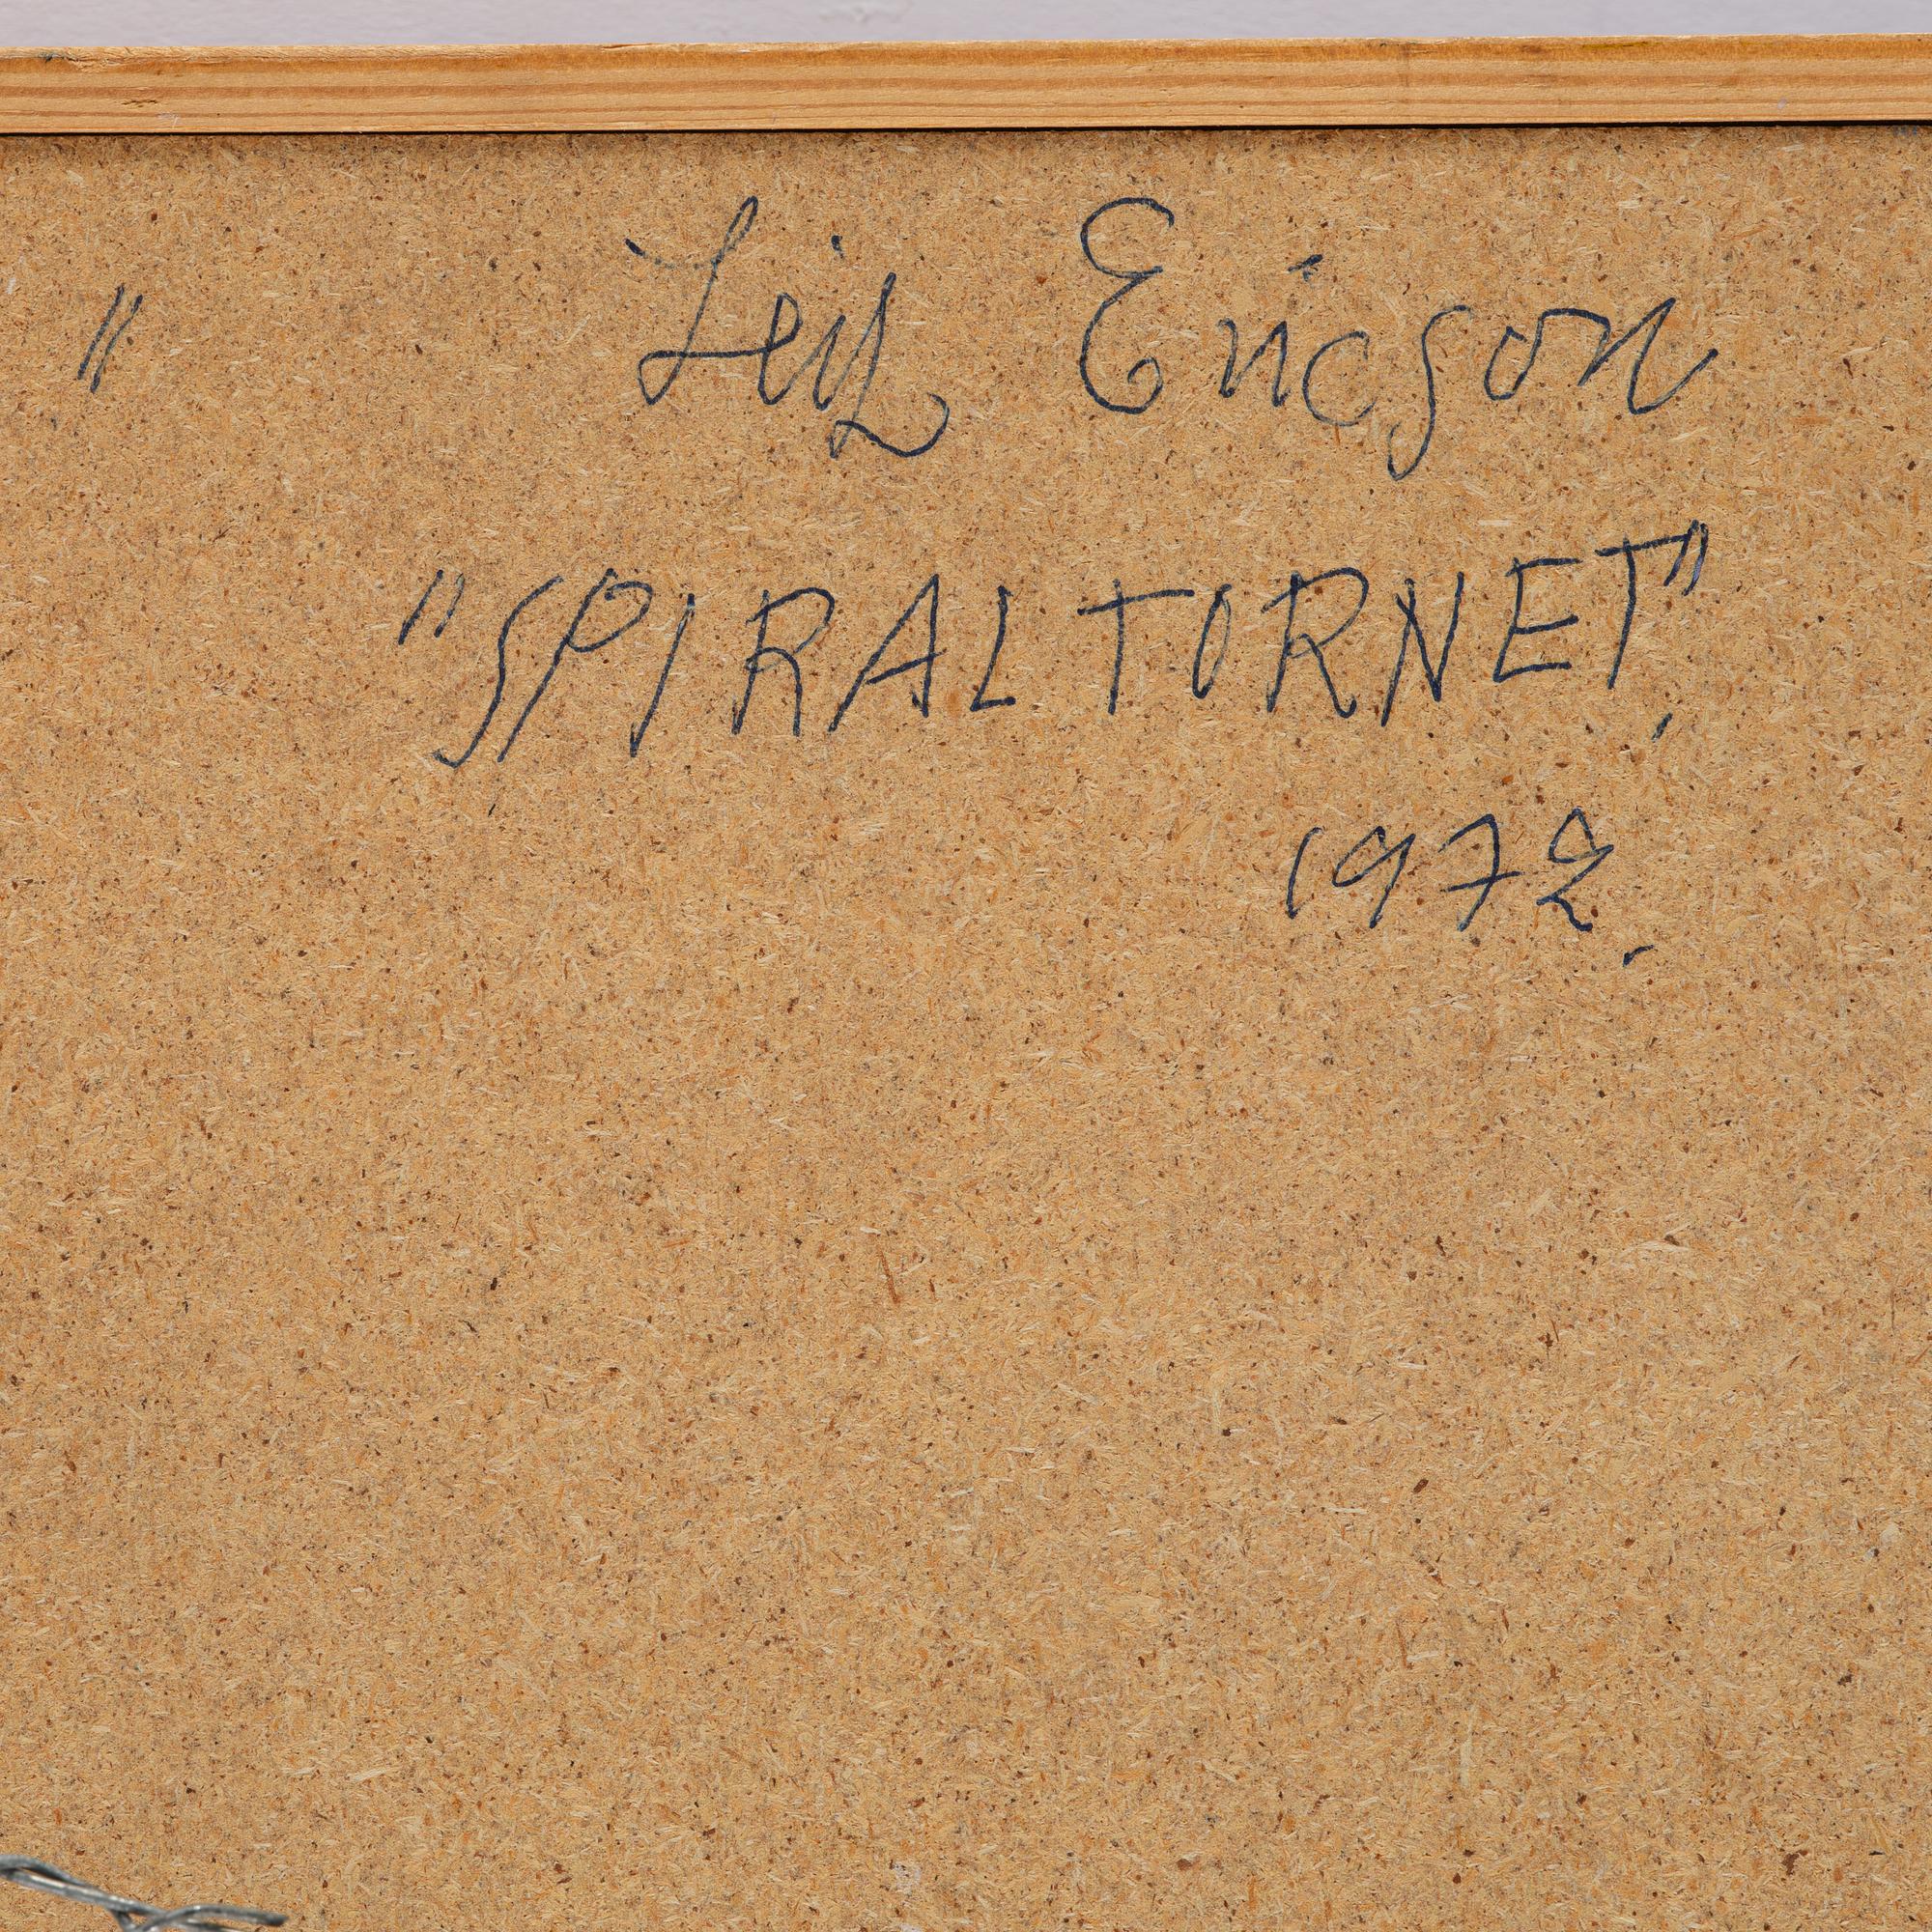 " Leif Ericson
"SPIRALTORNET".
1972.